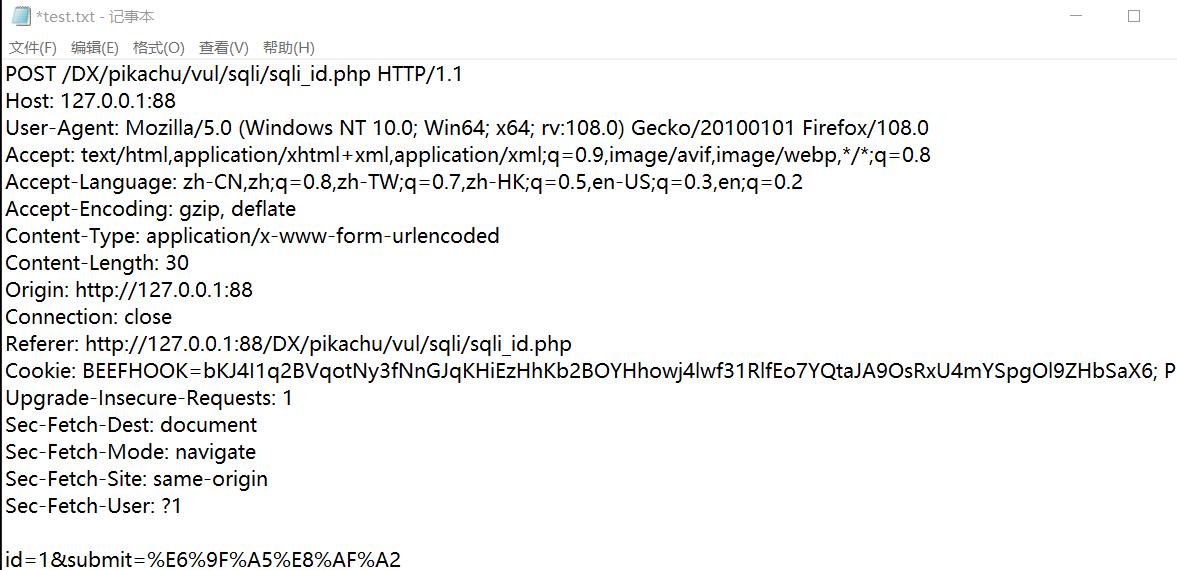 *test.txt - 记事本
文件(F) 编辑(E) 格式(O) 查看(V) 帮助(H)
POST /DX/pikachu/vul/sqli/sqli_id.php HTTP/1.1
Host: 127.0.0.1:88
User-Agent: Mozilla/5.0 (Windows NT 10.0; Win64; x64; rv:108.0) Gecko/20100101 Firefox/108.0
Accept: text/html,application/xhtml+xml,application/xml;q=0.9,image/avif,image/webp,*/*;q=0.8
Accept-Language: zh-CN,zh;q=0.8,zh-TW;q=0.7,zh-HK;q=0.5,en-US;q=0.3,en;q=0.2
Accept-Encoding: gzip, deflate
Content-Type: application/x-www-form-urlencoded
Content-Length: 30
Origin: http://127.0.0.1:88
Connection: close
Referer: http://127.0.0.1:88/DX/pikachu/vul/sqli/sqli_id.php
Cookie: BEEFHOOK=bKJ4I1q2BVqotNy3fNnGJqKHiEzHhKb2BOYHhowj4lwf31RlfEo7YQtaJA9OsRxU4mYSpgOl9ZHbSaX6; P
Upgrade-Insecure-Requests: 1
Sec-Fetch-Dest: document
Sec-Fetch-Mode: navigate
Sec-Fetch-Site: same-origin
Sec-Fetch-User: ?1
id=1&submit=%E6%9F%A5%E8%AF%A2